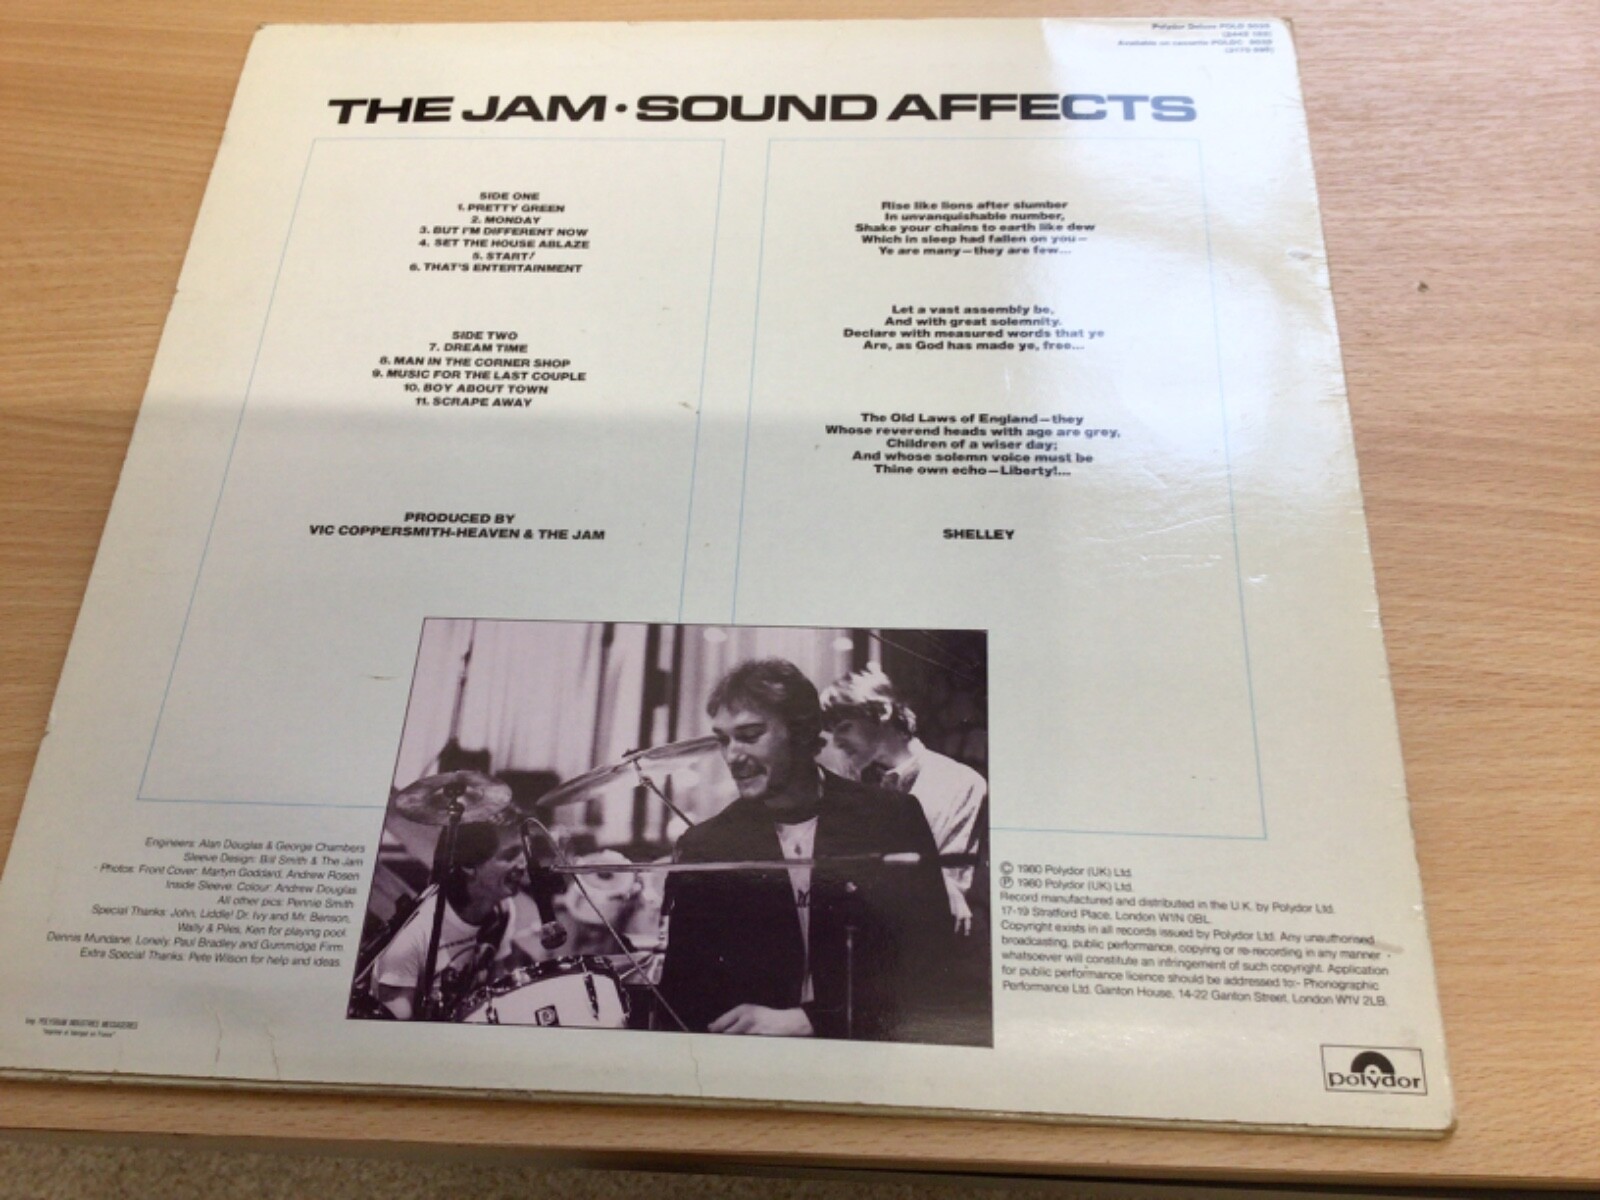 Polydor Deluxe POLD 5035
(2442 183)
Available on cassette POLDC 5035
THE JAM · SOUND AFFECTS
SIDE ONE
1. PRETTY GREEN
2. MONDAY
3. BUT I'M DIFFERENT NOW
4. SET THE HOUSE ABLAZE
5. START!
6. THAT'S ENTERTAINMENT
SIDE TWO
7. DREAM TIME
8. MAN IN THE CORNER SHOP
9. MUSIC FOR THE LAST COUPLE
10. BOY ABOUT TOWN
11. SCRAPE AWAY
PRODUCED BY
VIC COPPERSMITH-HEAVEN & THE JAM
Rise like lions after slumber
In unvanquishable number,
Shake your chains to earth like dew
Which in sleep had fallen on you—
Ye are many—they are few...
Let a vast assembly be,
And with great solemnity.
Declare with measured words that ye
Are, as God has made ye, free...
The Old Laws of England—they
Whose reverend heads with age are grey,
Children of a wiser day;
And whose solemn voice must be
Thine own echo—Liberty!...
SHELLEY
Engineers: Alan Douglas & George Chambers
Sleeve Design: Bill Smith & The Jam
Photos: Front Cover: Martyn Goddard, Andrew Rosen
Inside Sleeve: Colour: Andrew Douglas
All other pics: Pennie Smith
Special Thanks: John, Liddle! Dr. Ivy and Mr. Benson,
Wally & Piles, Ken for playing pool.
Dennis Mundane, Lonely, Paul Bradley and Gummidge Firm.
Extra Special Thanks: Pete Wilson for help and ideas.
© 1980 Polydor (UK) Ltd.
℗ 1980 Polydor (UK) Ltd.
Record manufactured and distributed in the U.K. by Polydor Ltd.
17-19 Stratford Place, London W1N 0BL.
Copyright exists in all records issued by Polydor Ltd. Any unauthorised
broadcasting, public performance, copying or re-recording in any manner
whatsoever will constitute an infringement of such copyright. Application
for public performance licence should be addressed to:- Phonographic
Performance Ltd. Ganton House, 14-22 Ganton Street, London W1V 2LB.
polydor